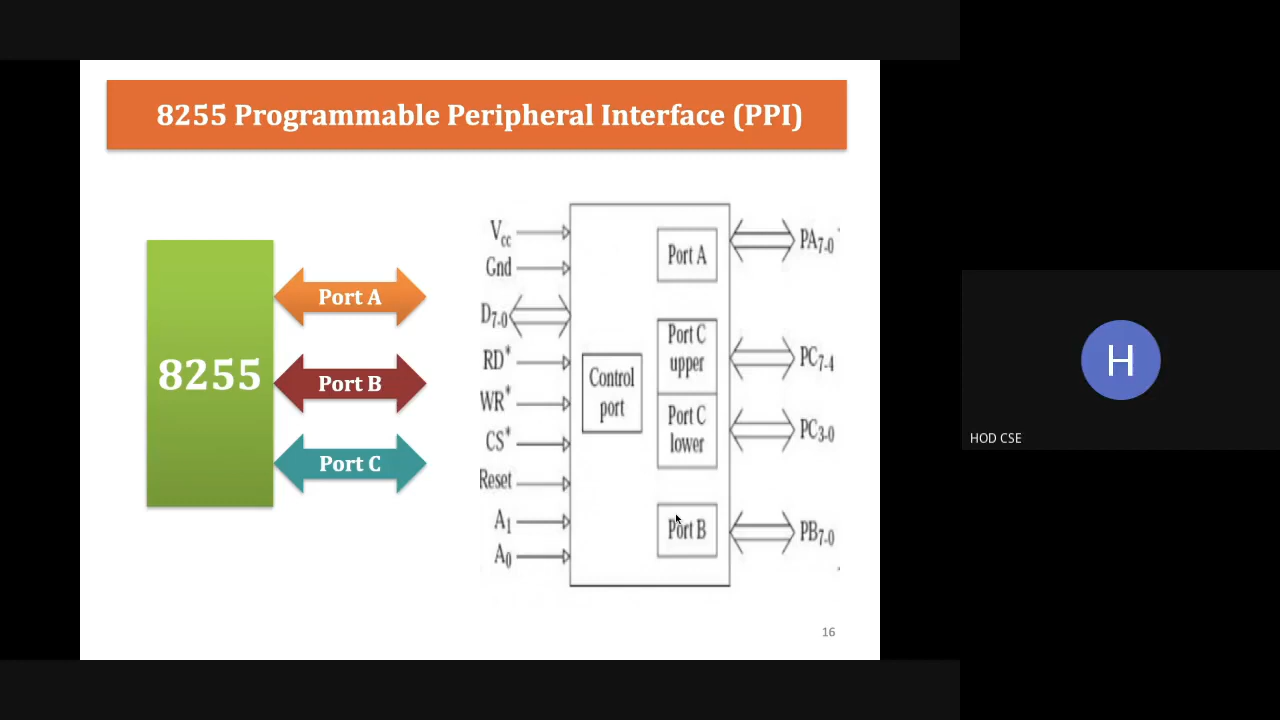 8255 Programmable Peripheral Interface (PPI)
8255
Port A
Port B
Port C
Vcc
Gnd
D7-0
RD*
WR*
CS*
Reset
A1
A0
Control
port
Port A
Port C
upper
Port C
lower
Port B
PA7-0
PC7-4
PC3-0
PB7-0
16
H
HOD CSE